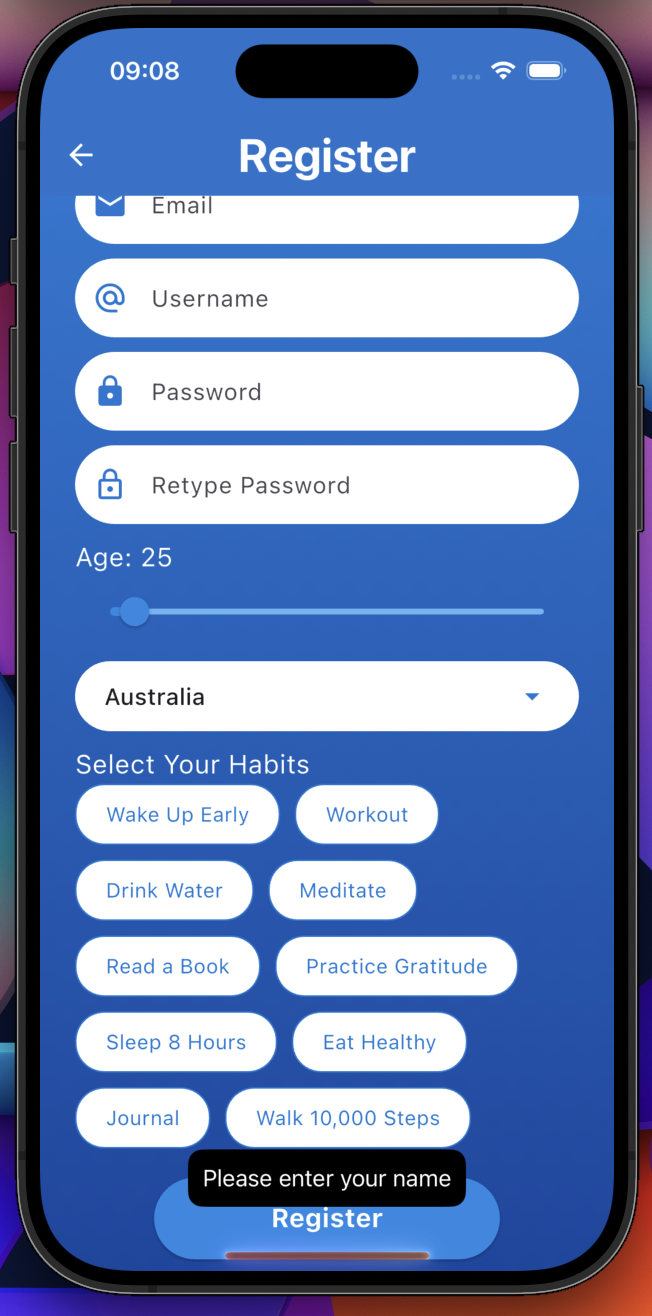 09:08
Register
Email
Username
Password
Retype Password
Age: 25
Australia
Select Your Habits
Wake Up Early Workout
Drink Water Meditate
Read a Book Practice Gratitude
Sleep 8 Hours Eat Healthy
Journal Walk 10,000 Steps
Please enter your name
Register